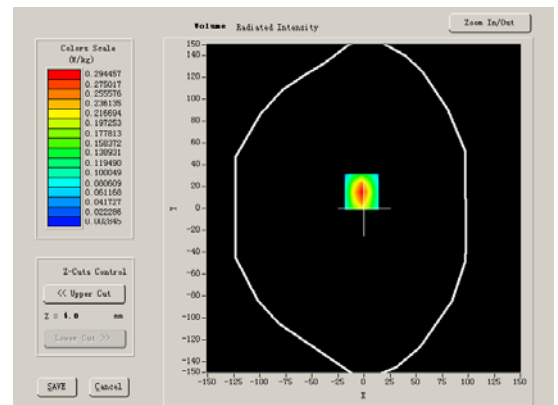 Volume Radiated Intensity
Zoom In/Out
Colors Scale
(W/kg)
0.294457
0.275017
0.255576
0.236135
0.216694
0.197253
0.177813
0.158372
0.138931
0.119490
0.100049
0.080609
0.061168
0.041727
0.022286
0.002845
Z-Cuts Control
<< Upper Cut
Z = 4.0 mm
Lower Cut >>
SAVE
Cancel
150
140
120
100
80
60
40
20
0
-20
-40
-60
-80
-100
-120
-140
-150
Y
-150 -125 -100 -75 -50 -25 0 25 50 75 100 125 150
X